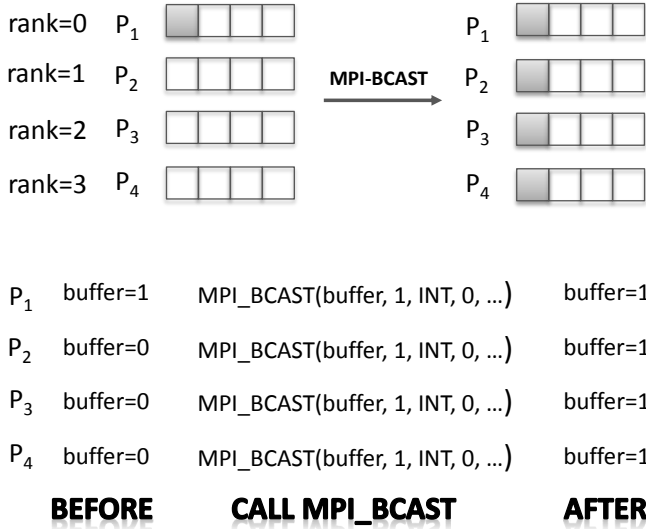 rank=0 P1 P1
rank=1 P2 MPI-BCAST P2
rank=2 P3 P3
rank=3 P4 P4
P1 buffer=1 MPI_BCAST(buffer, 1, INT, 0, …) buffer=1
P2 buffer=0 MPI_BCAST(buffer, 1, INT, 0, …) buffer=1
P3 buffer=0 MPI_BCAST(buffer, 1, INT, 0, …) buffer=1
P4 buffer=0 MPI_BCAST(buffer, 1, INT, 0, …) buffer=1
BEFORE CALL MPI_BCAST AFTER